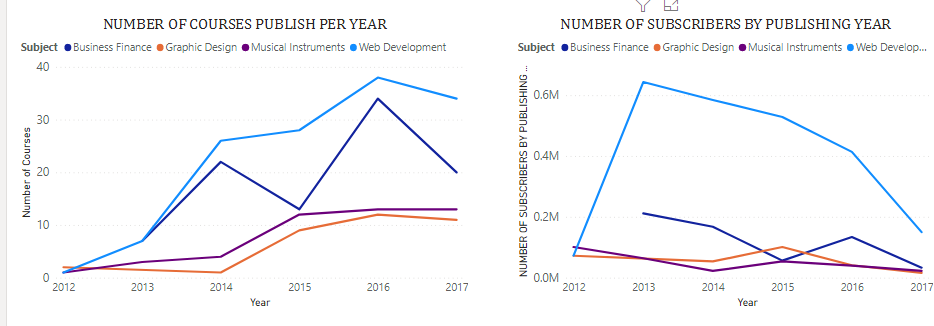 NUMBER OF COURSES PUBLISH PER YEAR
Subject Business Finance Graphic Design Musical Instruments Web Development
Number of Courses
40
30
20
10
0
2012 2013 2014 2015 2016 2017
Year
NUMBER OF SUBSCRIBERS BY PUBLISHING YEAR
Subject Business Finance Graphic Design Musical Instruments Web Develop...
NUMBER OF SUBSCRIBERS BY PUBLISHING ...
0.6M
0.4M
0.2M
0.0M
2012 2013 2014 2015 2016 2017
Year